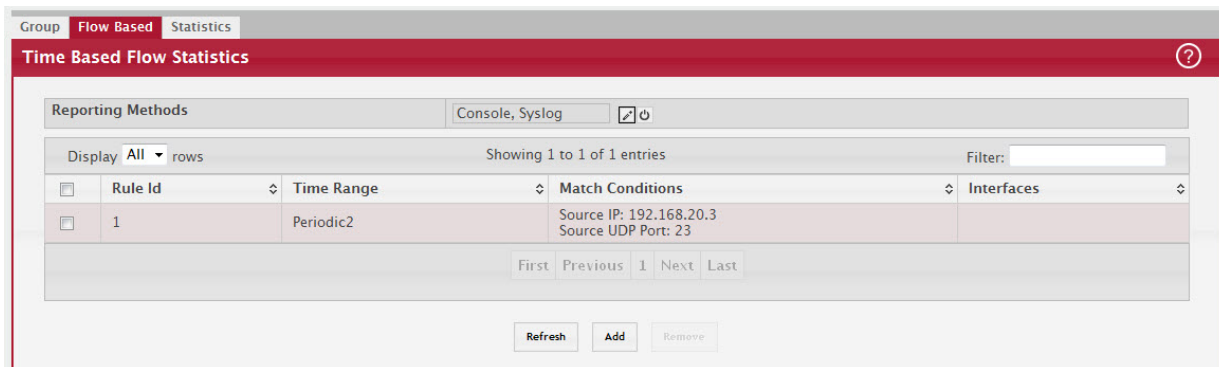 Group Flow Based Statistics
Time Based Flow Statistics ?
Reporting Methods Console, Syslog
Display All rows Showing 1 to 1 of 1 entries Filter:
Rule Id Time Range Match Conditions Interfaces
1 Periodic2 Source IP: 192.168.20.3
Source UDP Port: 23
First Previous 1 Next Last
Refresh Add Remove